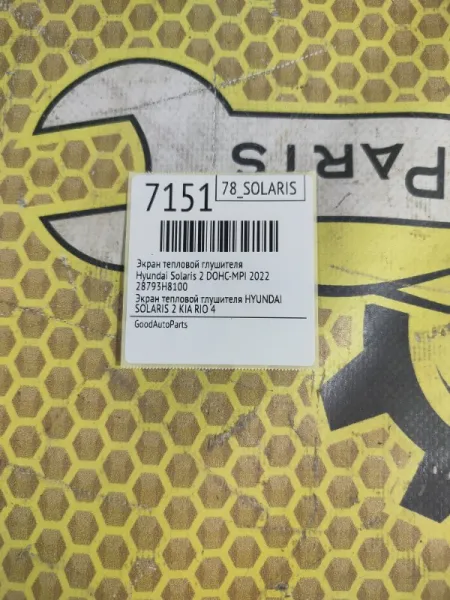 PARTS
7151
78_SOLARIS
Экран тепловой глушителя
Hyundai Solaris 2 DOHC-MPI 2022
28793H8100
Экран тепловой глушителя HYUNDAI
SOLARIS 2 KIA RIO 4
GoodAutoParts